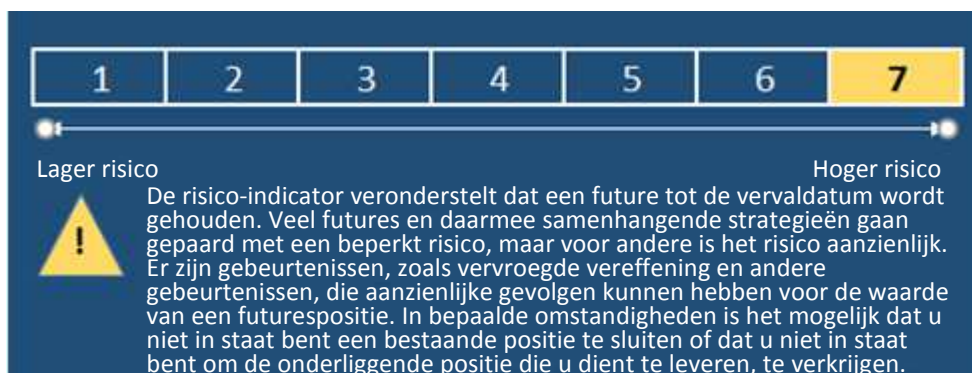 1 2 3 4 5 6 7
Lager risico Hoger risico
!
De risico-indicator veronderstelt dat een future tot de vervaldatum wordt
gehouden. Veel futures en daarmee samenhangende strategieën gaan
gepaard met een beperkt risico, maar voor andere is het risico aanzienlijk.
Er zijn gebeurtenissen, zoals vervroegde vereffening en andere
gebeurtenissen, die aanzienlijke gevolgen kunnen hebben voor de waarde
van een futurespositie. In bepaalde omstandigheden is het mogelijk dat u
niet in staat bent een bestaande positie te sluiten of dat u niet in staat
bent om de onderliggende positie die u dient te leveren, te verkrijgen.